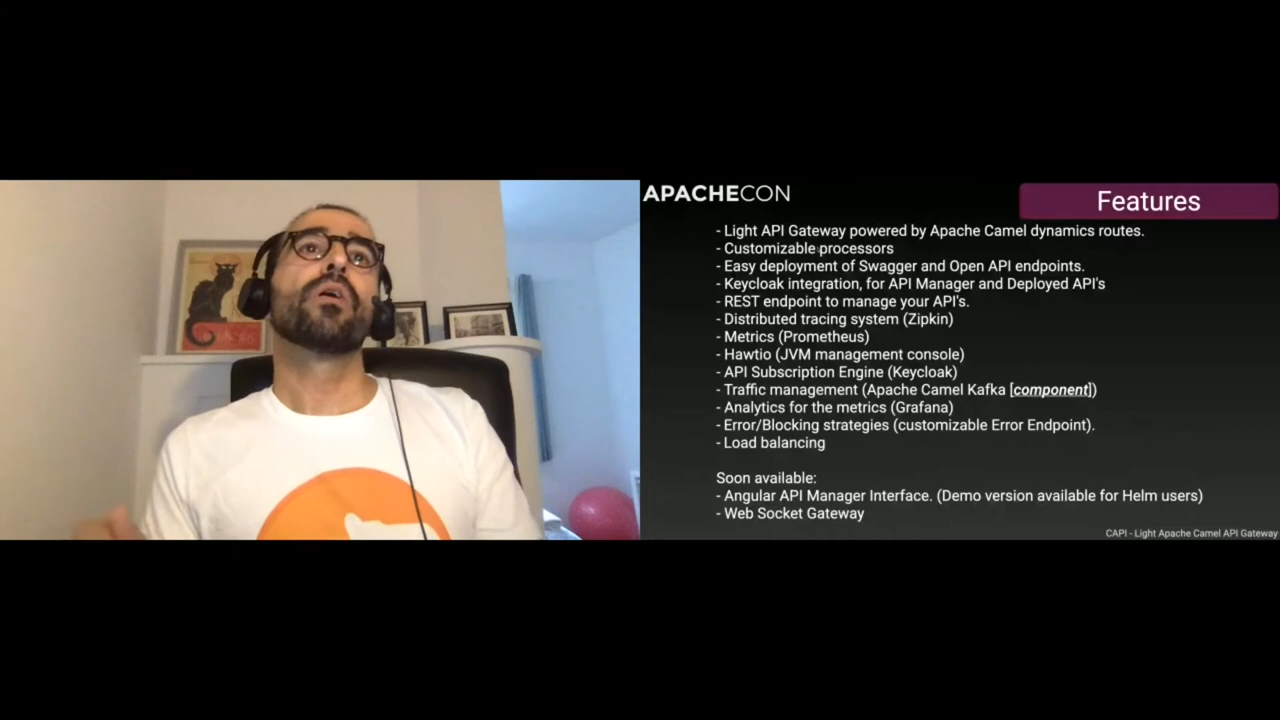 APACHECON
Features
- Light API Gateway powered by Apache Camel dynamics routes.
- Customizable processors
- Easy deployment of Swagger and Open API endpoints.
- Keycloak integration, for API Manager and Deployed API's
- REST endpoint to manage your API's.
- Distributed tracing system (Zipkin)
- Metrics (Prometheus)
- Hawtio (JVM management console)
- API Subscription Engine (Keycloak)
- Traffic management (Apache Camel Kafka [component])
- Analytics for the metrics (Grafana)
- Error/Blocking strategies (customizable Error Endpoint).
- Load balancing
Soon available:
- Angular API Manager Interface. (Demo version available for Helm users)
- Web Socket Gateway
CAPI - Light Apache Camel API Gateway